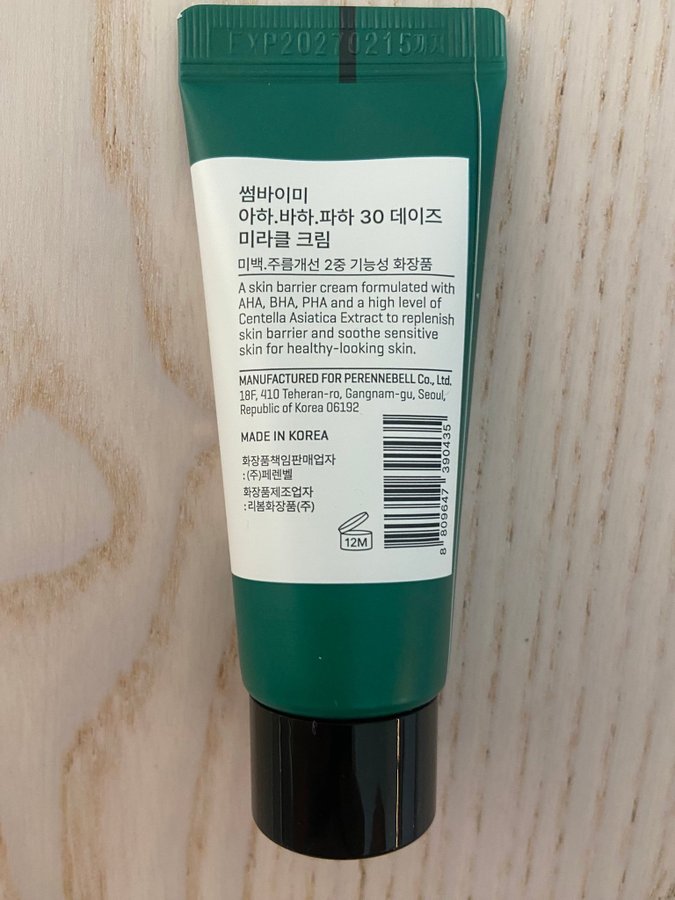 EXP20270215까지
썸바이미
아하.바하.파하 30 데이즈
미라클 크림
미백.주름개선 2중 기능성 화장품
A skin barrier cream formulated with
AHA, BHA, PHA and a high level of
Centella Asiatica Extract to replenish
skin barrier and soothe sensitive
skin for healthy-looking skin.
MANUFACTURED FOR PERENNEBELL Co., Ltd.
18F, 410 Teheran-ro, Gangnam-gu, Seoul,
Republic of Korea 06192
MADE IN KOREA
화장품책임판매업자
: (주)페렌벨
화장품제조업자
: 리봄화장품(주)
12M
8 809647 390435